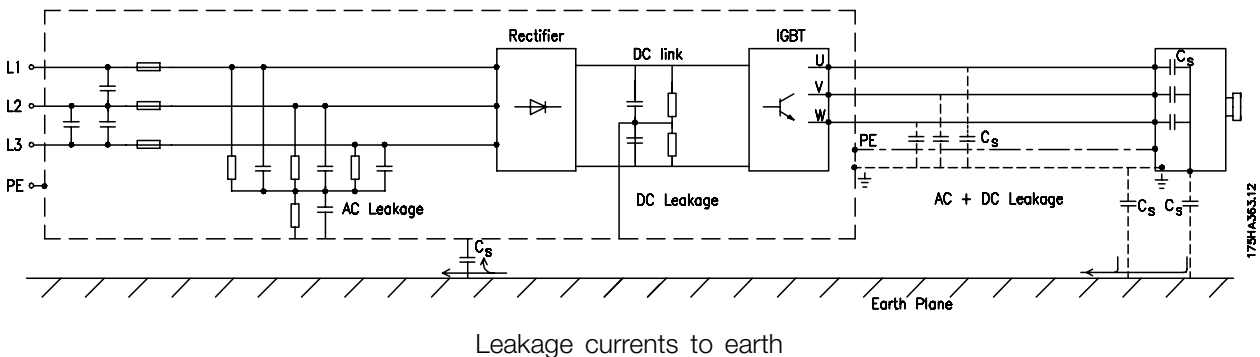 Rectifier
IGBT
DC link
L1
L2
L3
PE
U
V
W
PE
Cs
Cs
AC Leakage
DC Leakage
AC + DC Leakage
Cs
Cs
Cs
Earth Plane
175HA363.12
Leakage currents to earth